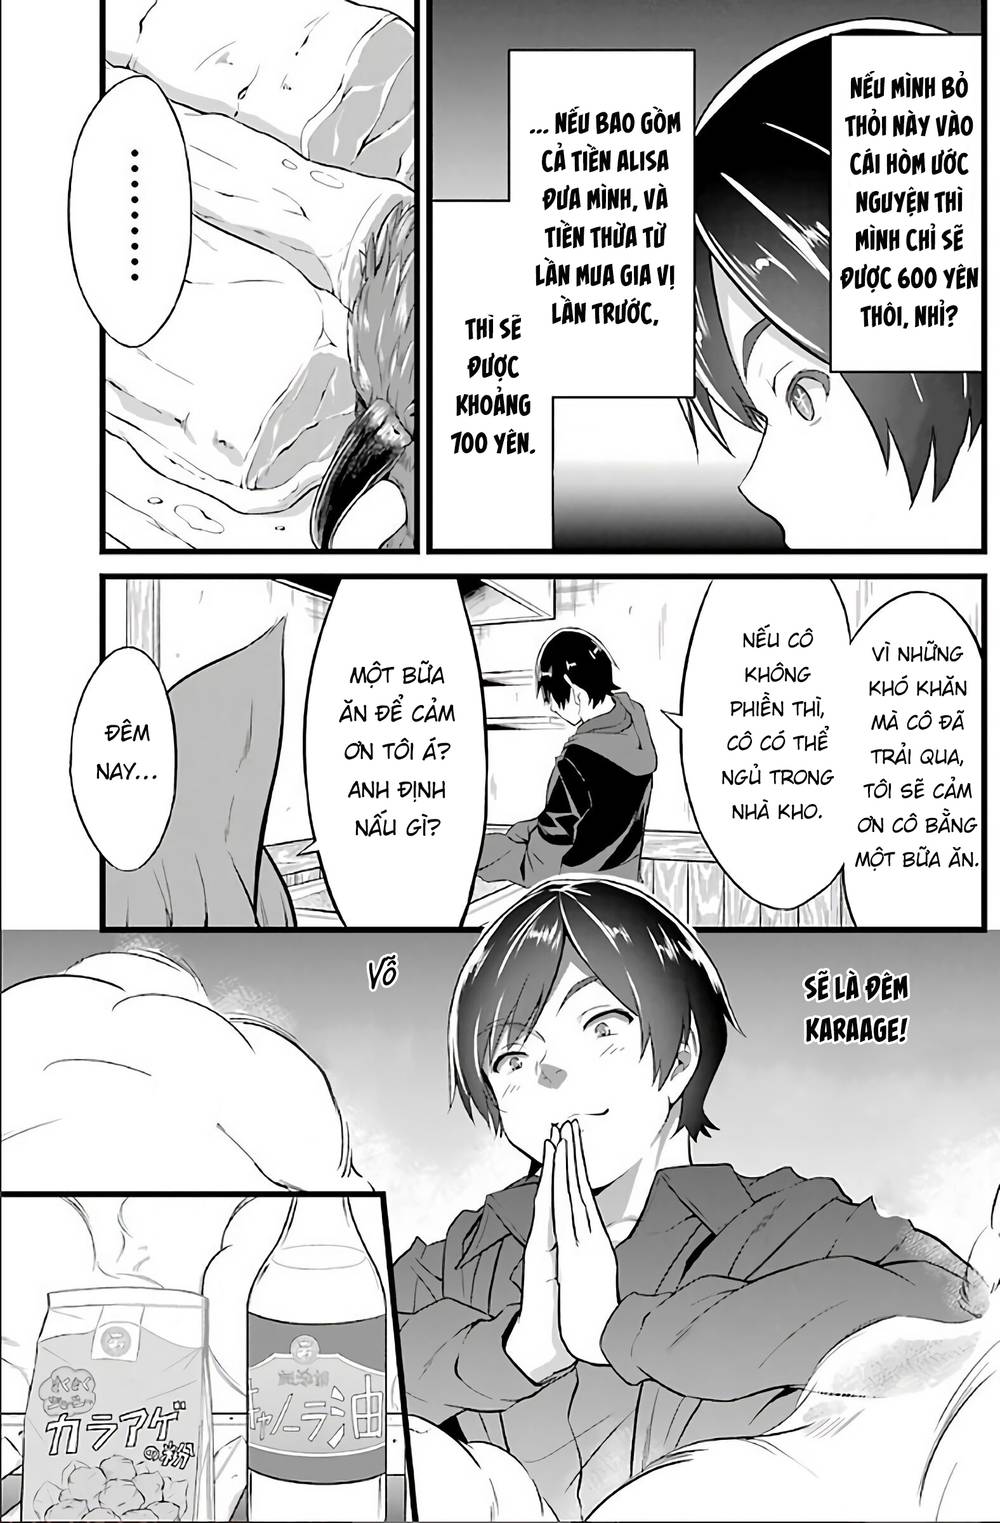 NẾU MÌNH BỎ
THỎI NÀY VÀO
CÁI HÒM ƯỚC
NGUYỆN THÌ
MÌNH CHỈ SẼ
ĐƯỢC 600 YÊN
THÔI, NHỈ?
... NẾU BAO GỒM
CẢ TIỀN ALISA
ĐƯA MÌNH, VÀ
TIỀN THỪA TỪ
LẦN MUA GIA VỊ
LẦN TRƯỚC,
THÌ SẼ
ĐƯỢC
KHOẢNG
700 YÊN.
.........
VÌ NHỮNG
KHÓ KHĂN
MÀ CÔ ĐÃ
TRẢI QUA,
TÔI SẼ CẢM
ƠN CÔ BẰNG
MỘT BỮA ĂN.
NẾU CÔ
KHÔNG
PHIỀN THÌ,
CÔ CÓ THỂ
NGỦ TRONG
NHÀ KHO.
MỘT BỮA
ĂN ĐỂ CẢM
ƠN TÔI Á?
ANH ĐỊNH
NẤU GÌ?
ĐÊM
NAY...
SẼ LÀ ĐÊM
KARAAGE!
VỖ
キャノーラ油
カラアゲ
の粉